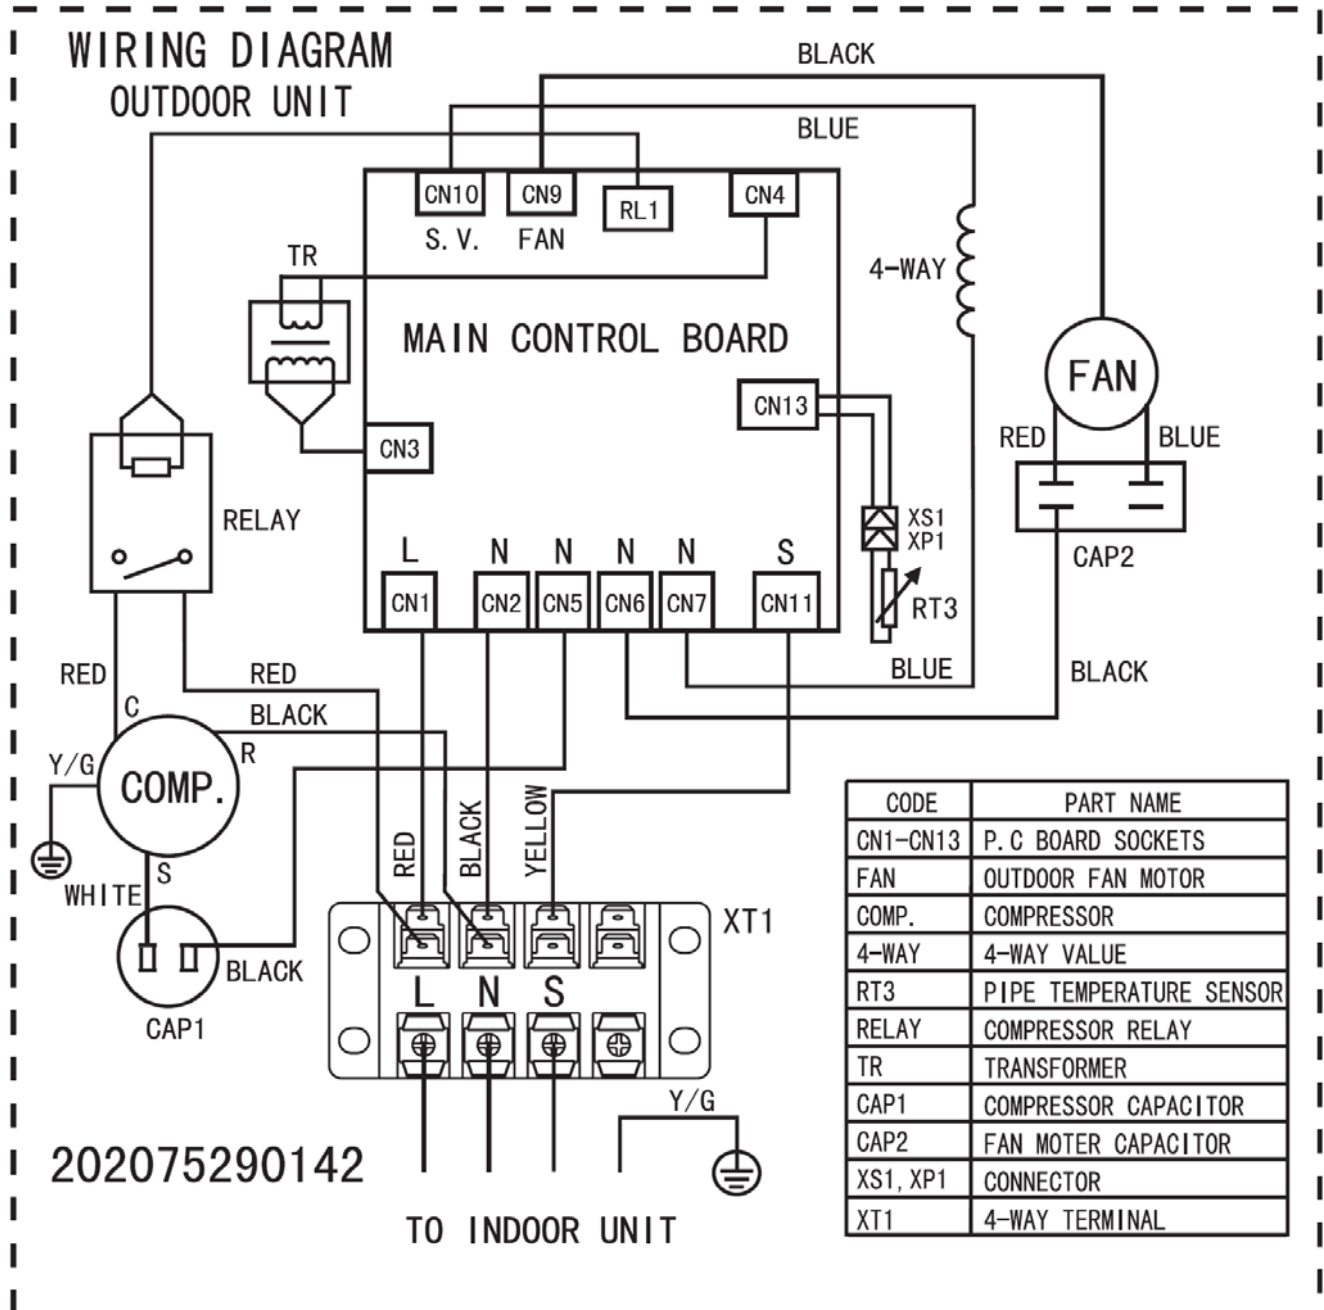 WIRING DIAGRAM
OUTDOOR UNIT
BLACK
BLUE
CN10
CN9
RL1
CN4
S.V.
FAN
TR
4-WAY
MAIN CONTROL BOARD
FAN
CN13
RED
BLUE
CN3
RELAY
XS1
XP1
CAP2
L
N
N
N
N
S
CN1
CN2
CN5
CN6
CN7
CN11
RT3
RED
RED
BLUE
BLACK
C
BLACK
R
Y/G
COMP.
S
WHITE
RED
BLACK
YELLOW
XT1
BLACK
CAP1
L
N
S
Y/G
202075290142
TO INDOOR UNIT
CODE PART NAME
CN1-CN13 P.C BOARD SOCKETS
FAN OUTDOOR FAN MOTOR
COMP. COMPRESSOR
4-WAY 4-WAY VALUE
RT3 PIPE TEMPERATURE SENSOR
RELAY COMPRESSOR RELAY
TR TRANSFORMER
CAP1 COMPRESSOR CAPACITOR
CAP2 FAN MOTER CAPACITOR
XS1,XP1 CONNECTOR
XT1 4-WAY TERMINAL